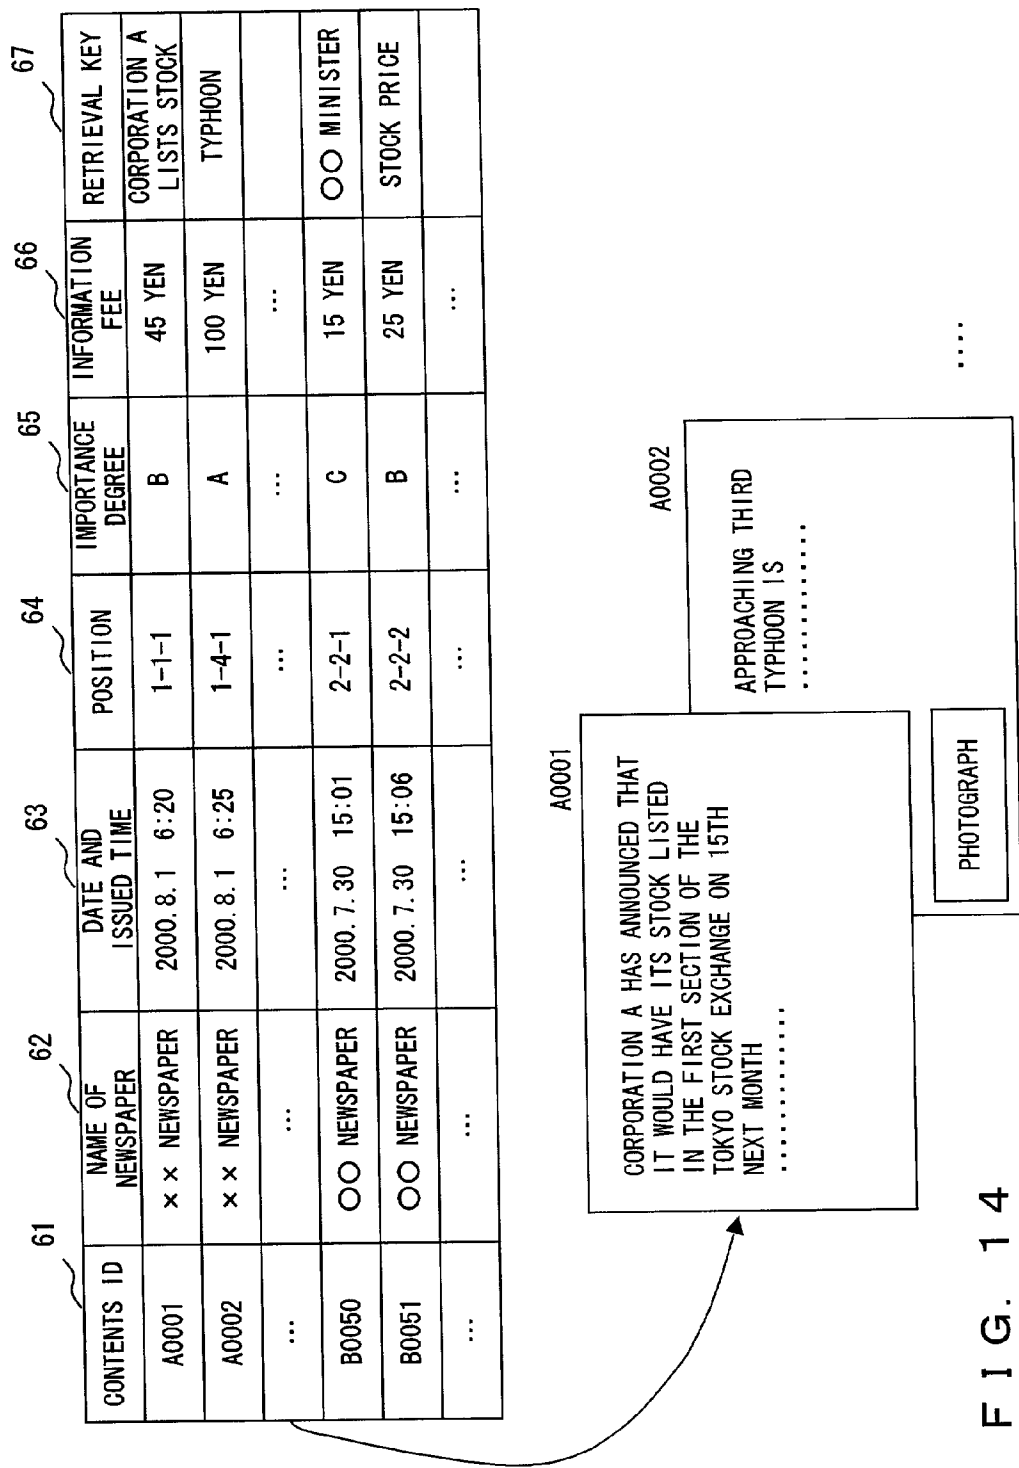 61 62 63 64 65 66 67
CONTENTS ID NAME OF NEWSPAPER DATE AND ISSUED TIME POSITION IMPORTANCE DEGREE INFORMATION FEE RETRIEVAL KEY
A0001 ×× NEWSPAPER 2000.8.1 6:20 1-1-1 B 45 YEN CORPORATION A LISTS STOCK
A0002 ×× NEWSPAPER 2000.8.1 6:25 1-4-1 A 100 YEN TYPHOON
... ... ... ... ... ...
B0050 ○○ NEWSPAPER 2000.7.30 15:01 2-2-1 C 15 YEN ○○ MINISTER
B0051 ○○ NEWSPAPER 2000.7.30 15:06 2-2-2 B 25 YEN STOCK PRICE
... ... ... ... ... ...
A0001
CORPORATION A HAS ANNOUNCED THAT
IT WOULD HAVE ITS STOCK LISTED
IN THE FIRST SECTION OF THE
TOKYO STOCK EXCHANGE ON 15TH
NEXT MONTH
..............
A0002
APPROACHING THIRD
TYPHOON IS
..............
PHOTOGRAPH
....
FIG. 14